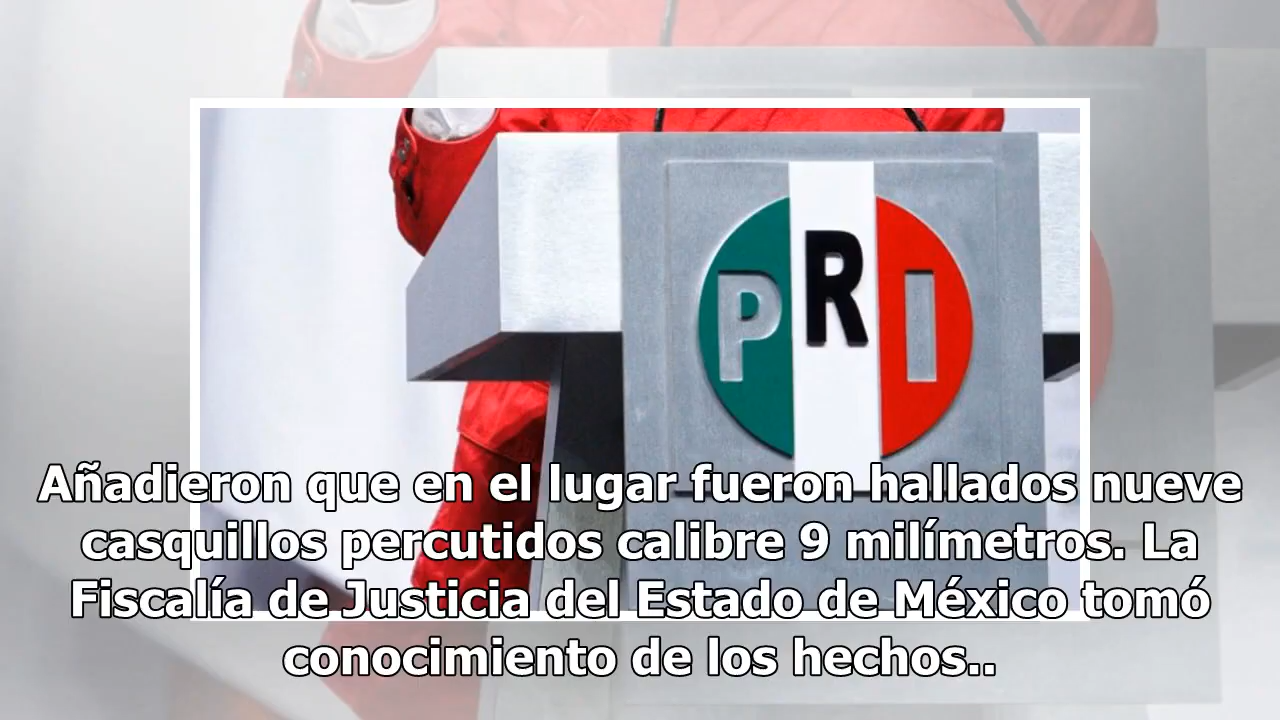 PRI
Añadieron que en el lugar fueron hallados nueve
casquillos percutidos calibre 9 milímetros. La
Fiscalía de Justicia del Estado de México tomó
conocimiento de los hechos..